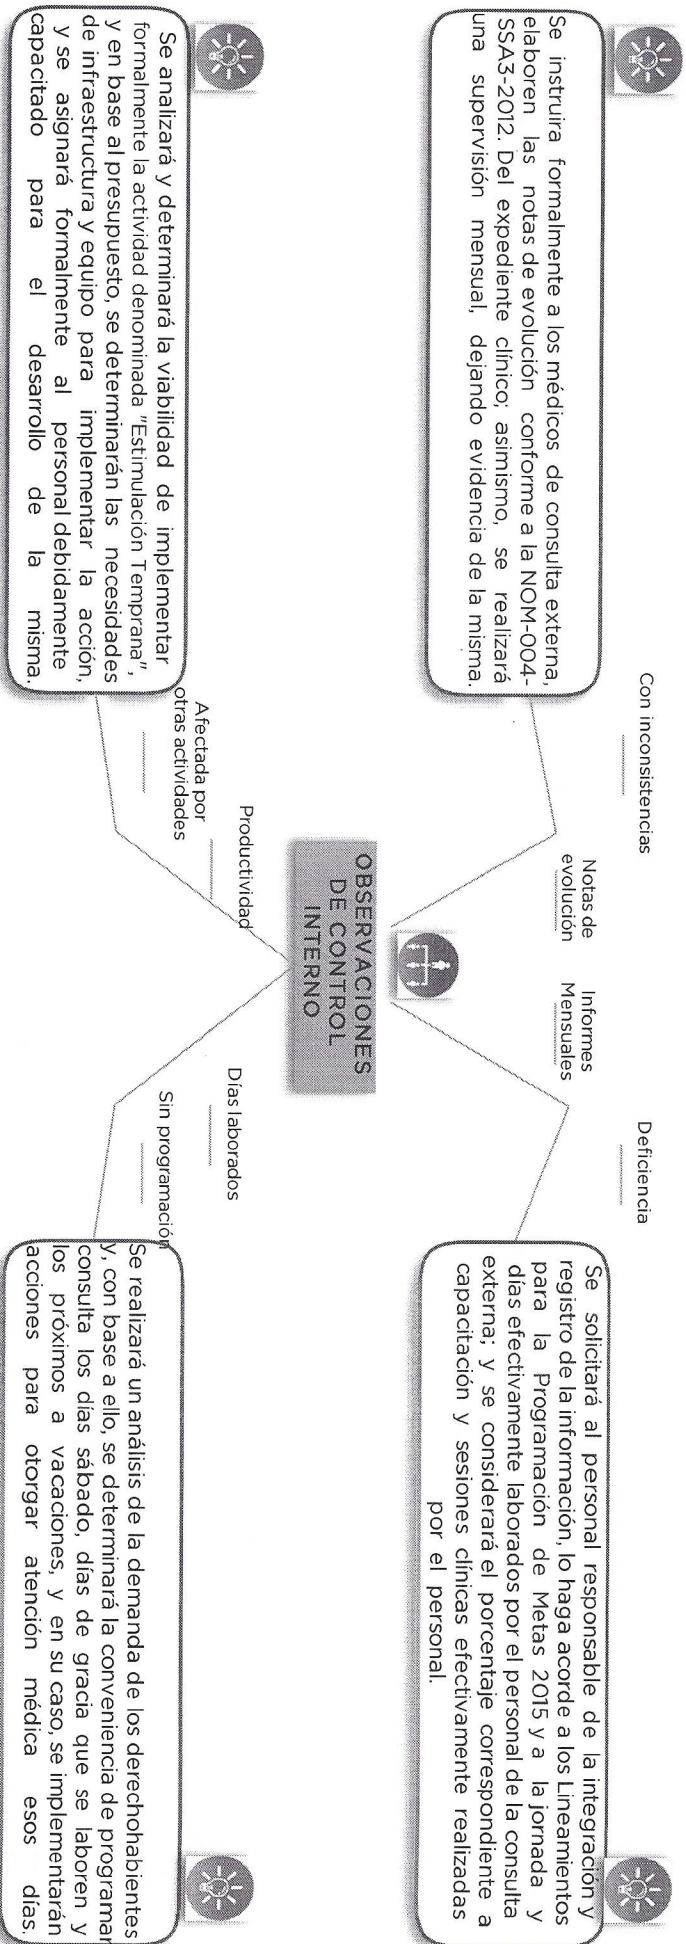 Con inconsistencias
Notas de
evolución
Se instruira formalmente a los médicos de consulta externa,
elaboren las notas de evolución conforme a la NOM-004-
SSA3-2012. Del expediente clínico; asimismo, se realizará
una supervisión mensual, dejando evidencia de la misma.
Informes
Mensuales
Deficiencia
Se solicitará al personal responsable de la integración y
registro de la información, lo haga acorde a los Lineamientos
para la Programación de Metas 2015 y a la jornada y
días efectivamente laborados por el personal de la consulta
externa; y se considerará el porcentaje correspondiente a
capacitación y sesiones clínicas efectivamente realizadas
por el personal.
OBSERVACIONES
DE CONTROL
INTERNO
Productividad
Afectada por
otras actividades
Se analizará y determinará la viabilidad de implementar
formalmente la actividad denominada "Estimulación Temprana",
y en base al presupuesto, se determinarán las necesidades
de infraestructura y equipo para implementar la acción,
y se asignará formalmente al personal debidamente
capacitado para el desarrollo de la misma.
Días laborados
Sin programación
Se realizará un análisis de la demanda de los derechohabientes
y, con base a ello, se determinará la conveniencia de programar
consulta los días sábado, días de gracia que se laboren y
los próximos a vacaciones, y en su caso, se implementarán
acciones para otorgar atención médica esos días.